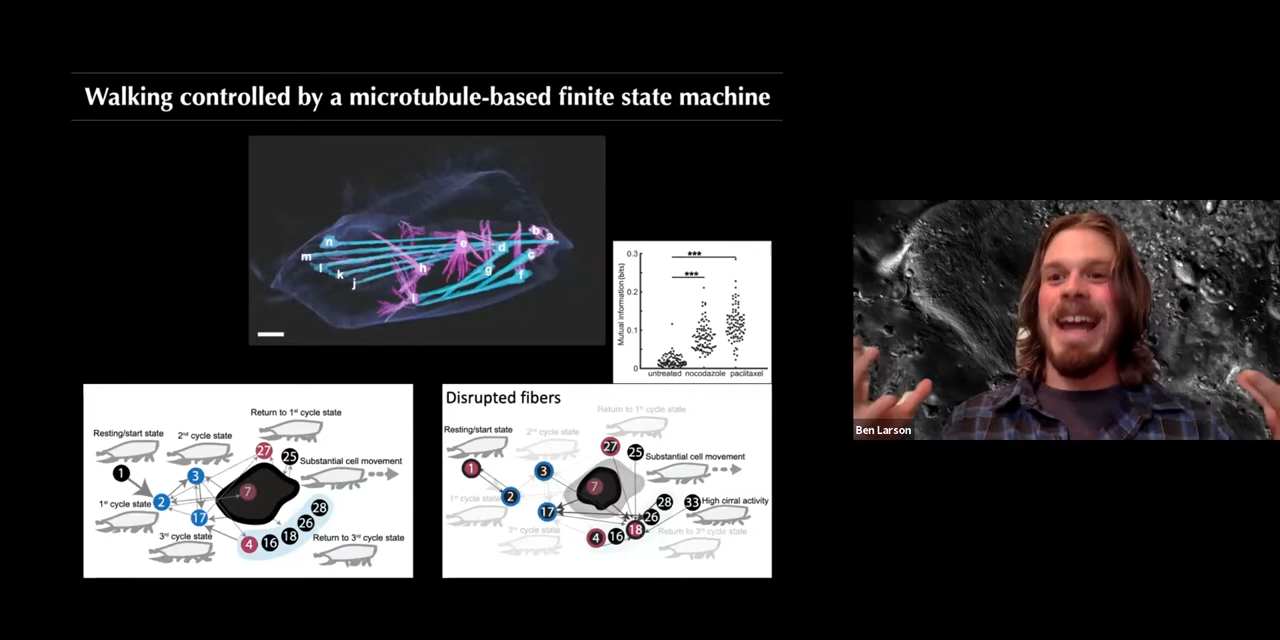 Walking controlled by a microtubule-based finite state machine
n
m
l
k
j
h
i
e
d
g
b
a
c
f
0.3
0.2
0.1
0
Mutual information (bits)
***
***
untreated nocodazole paclitaxel
Return to 1st cycle state
Resting/start state
2nd cycle state
27
25
Substantial cell movement
1
3
7
2
1st cycle state
17
28
26
18
3rd cycle state
4
16
Return to 3rd cycle state
Disrupted fibers
Return to 1st cycle state
Resting/start state
2nd cycle state
27
25
Substantial cell movement
1
3
7
2
1st cycle state
17
28
33
High cirral activity
26
18
3rd cycle state
4
16
Return to 3rd cycle state
Ben Larson